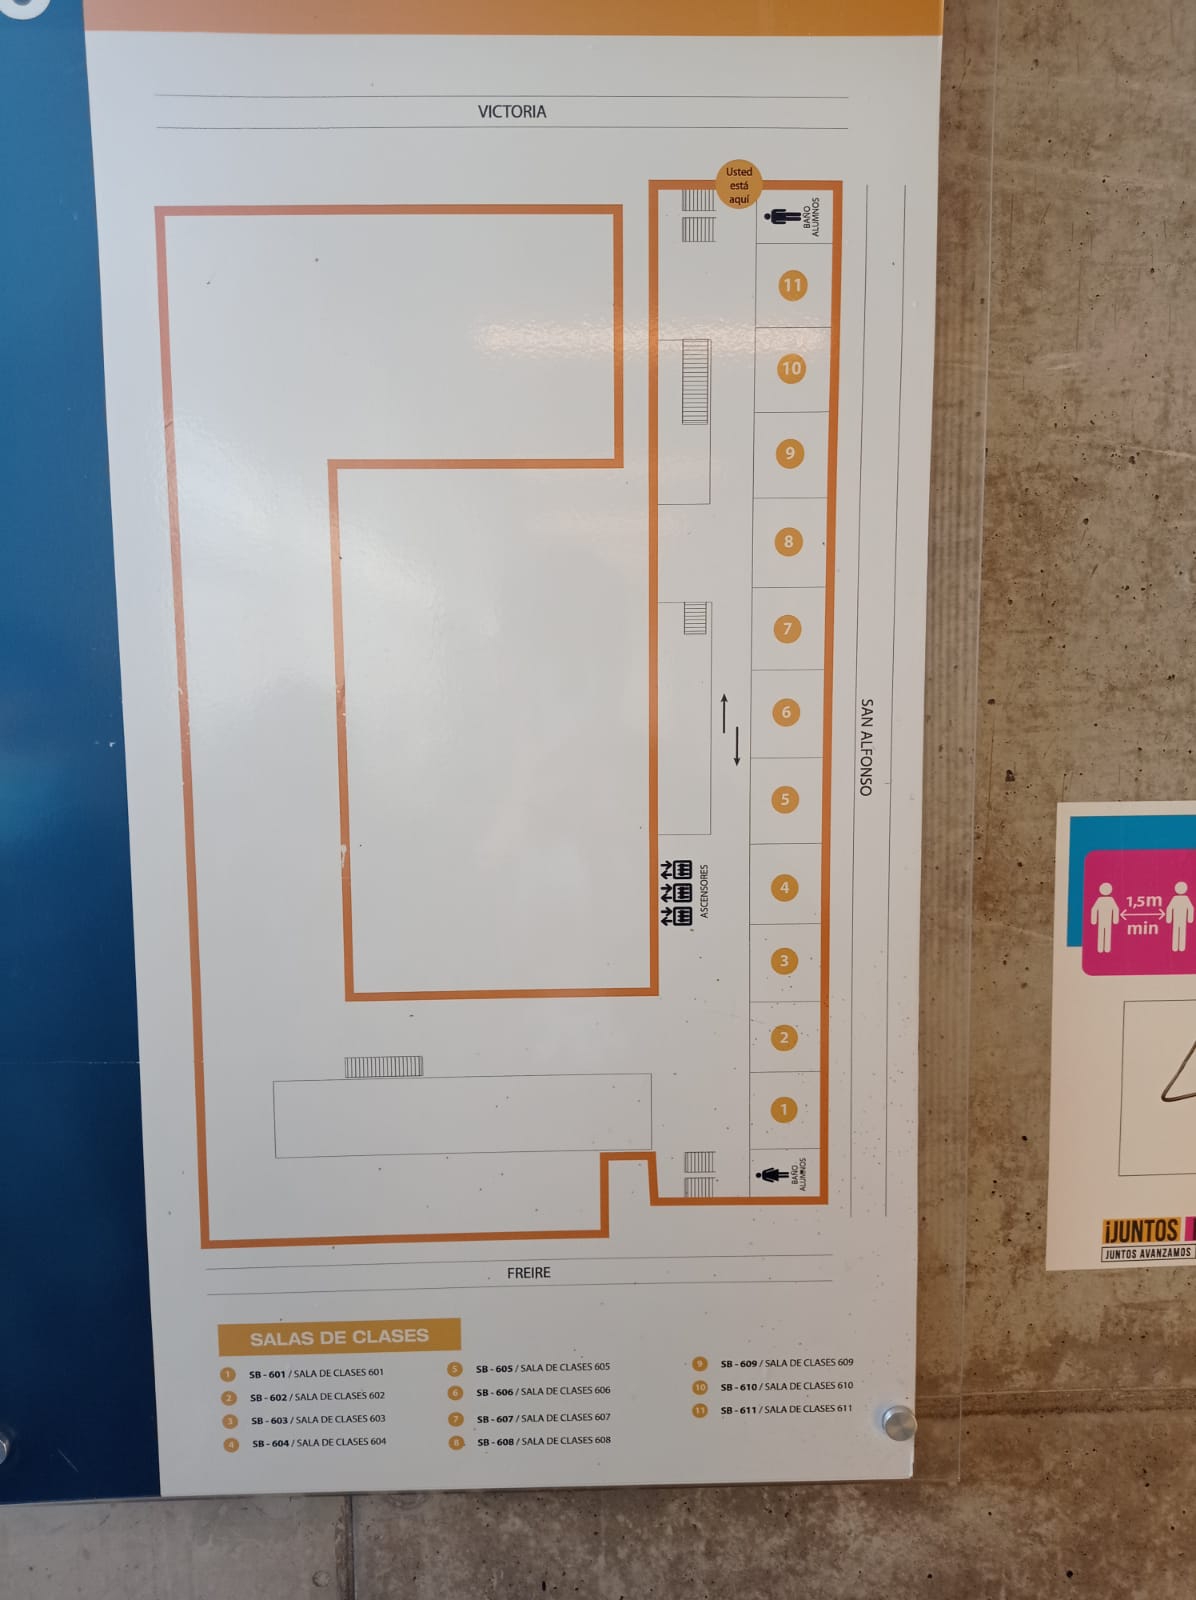 VICTORIA
Usted
está
aquí
BAÑO
ALUMNOS
11
10
9
8
7
6
5
4
3
2
1
SAN ALFONSO
ASCENSORES
BAÑO
ALUMNOS
FREIRE
SALAS DE CLASES
1 SB - 601 / SALA DE CLASES 601
2 SB - 602 / SALA DE CLASES 602
3 SB - 603 / SALA DE CLASES 603
4 SB - 604 / SALA DE CLASES 604
5 SB - 605 / SALA DE CLASES 605
6 SB - 606 / SALA DE CLASES 606
7 SB - 607 / SALA DE CLASES 607
8 SB - 608 / SALA DE CLASES 608
9 SB - 609 / SALA DE CLASES 609
10 SB - 610 / SALA DE CLASES 610
11 SB - 611 / SALA DE CLASES 611
1,5m
min
¡JUNTOS
JUNTOS AVANZAMOS